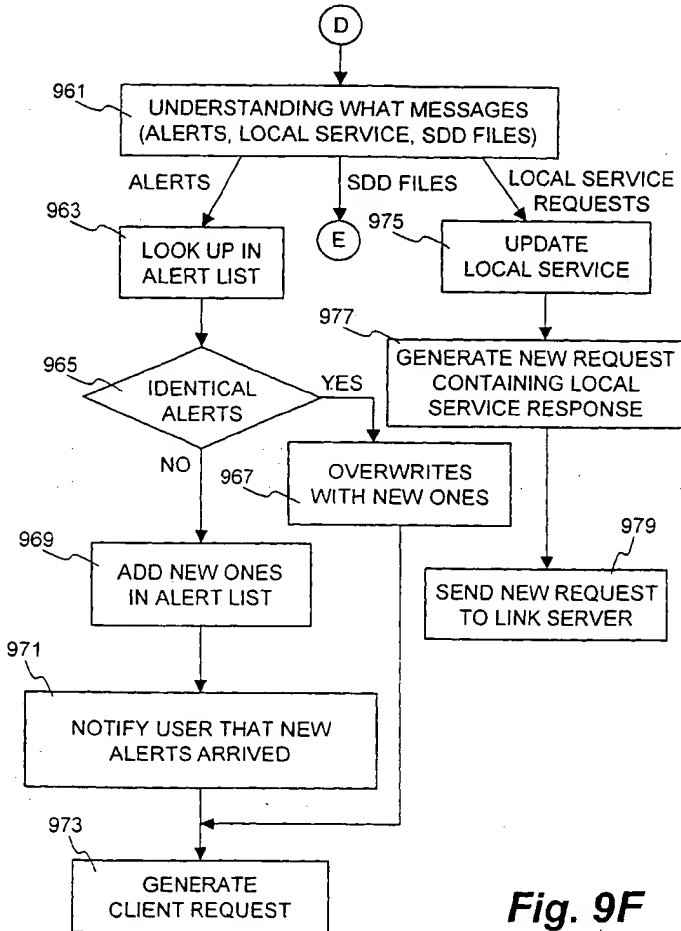 D
961
UNDERSTANDING WHAT MESSAGES
(ALERTS, LOCAL SERVICE, SDD FILES)
ALERTS
SDD FILES
LOCAL SERVICE
REQUESTS
963
LOOK UP IN
ALERT LIST
E
975
UPDATE
LOCAL SERVICE
977
GENERATE NEW REQUEST
CONTAINING LOCAL
SERVICE RESPONSE
965
IDENTICAL
ALERTS
YES
NO
967
OVERWRITES
WITH NEW ONES
969
ADD NEW ONES
IN ALERT LIST
979
SEND NEW REQUEST
TO LINK SERVER
971
NOTIFY USER THAT NEW
ALERTS ARRIVED
973
GENERATE
CLIENT REQUEST
Fig. 9F